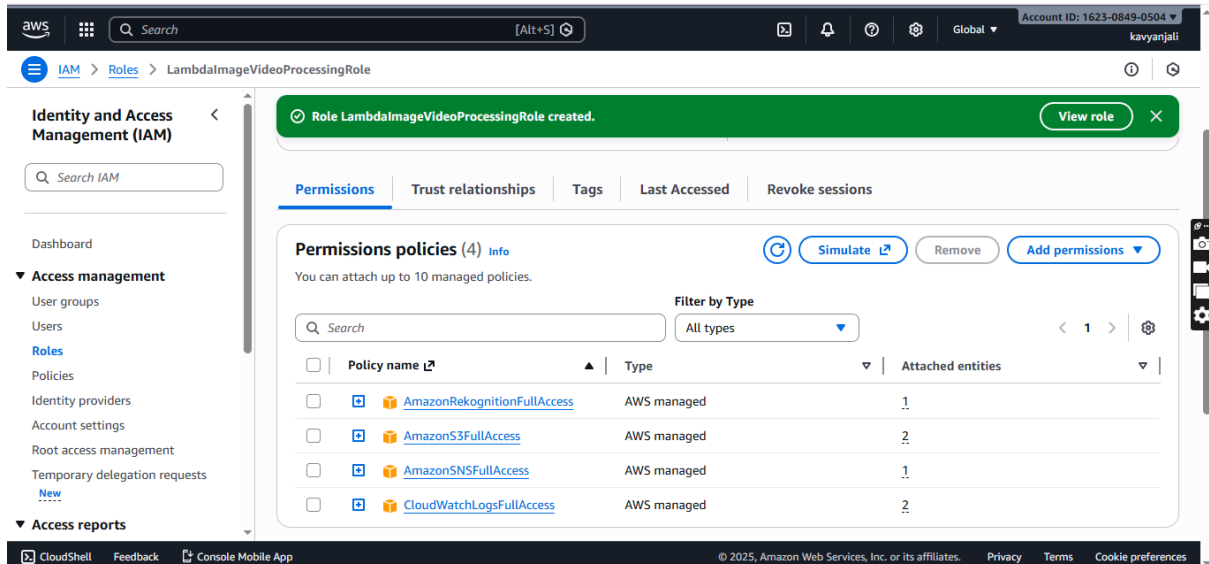 aws
Search [Alt+S]
Global
Account ID: 1623-0849-0504
kavyanjali
IAM > Roles > LambdaImageVideoProcessingRole
Identity and Access Management (IAM)
Search IAM
Dashboard
Access management
User groups
Users
Roles
Policies
Identity providers
Account settings
Root access management
Temporary delegation requests
New
Access reports
Role LambdaImageVideoProcessingRole created.
View role
Permissions
Trust relationships
Tags
Last Accessed
Revoke sessions
Permissions policies (4) Info
You can attach up to 10 managed policies.
Simulate
Remove
Add permissions
Filter by Type
Search
All types
1
Policy name Type Attached entities
AmazonRekognitionFullAccess AWS managed 1
AmazonS3FullAccess AWS managed 2
AmazonSNSFullAccess AWS managed 1
CloudWatchLogsFullAccess AWS managed 2
CloudShell Feedback Console Mobile App © 2025, Amazon Web Services, Inc. or its affiliates. Privacy Terms Cookie preferences